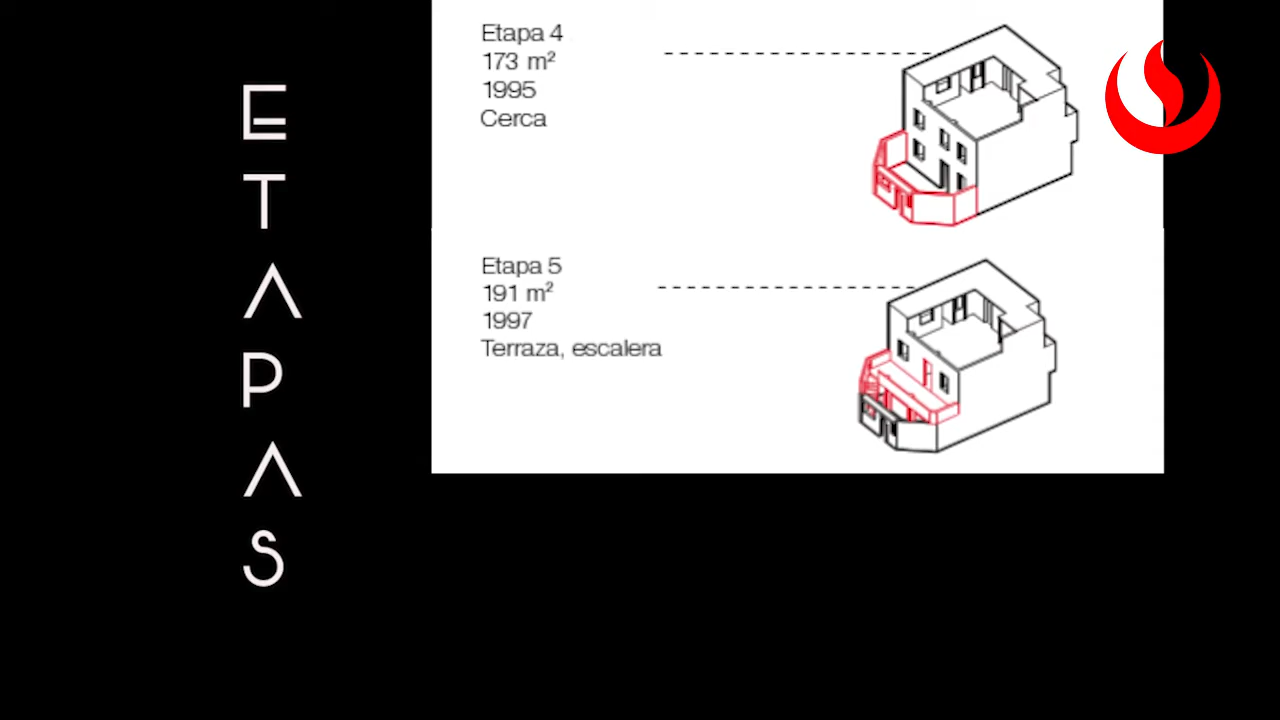 ETAPAS
Etapa 4
173 m²
1995
Cerca
Etapa 5
191 m²
1997
Terraza, escalera